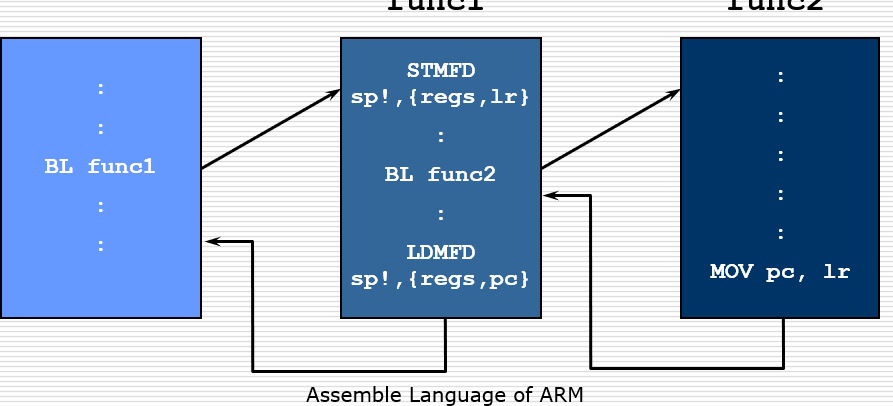 func1
func2
:
:
BL func1
:
:
STMFD
sp!,{regs,lr}
:
BL func2
:
LDMFD
sp!,{regs,pc}
:
:
:
:
:
MOV pc, lr
Assemble Language of ARM